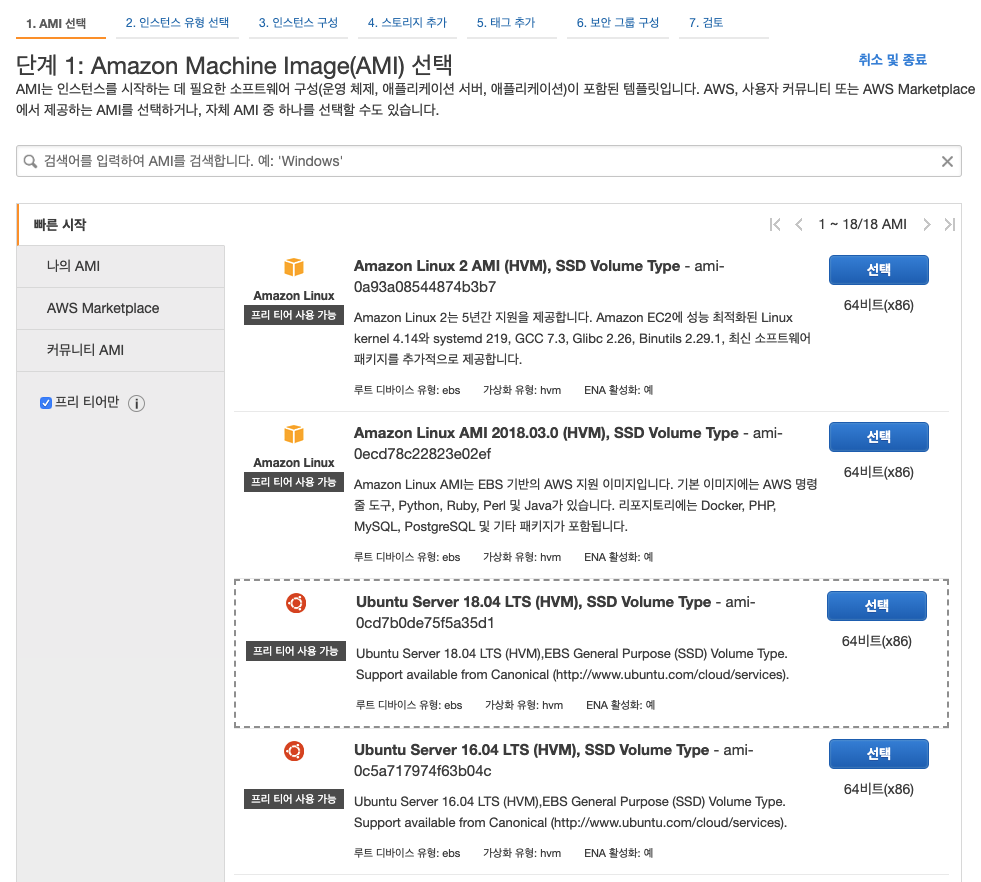 1. AMI 선택 2. 인스턴스 유형 선택 3. 인스턴스 구성 4. 스토리지 추가 5. 태그 추가 6. 보안 그룹 구성 7. 검토
단계 1: Amazon Machine Image(AMI) 선택
취소 및 종료
AMI는 인스턴스를 시작하는 데 필요한 소프트웨어 구성(운영 체제, 애플리케이션 서버, 애플리케이션)이 포함된 템플릿입니다. AWS, 사용자 커뮤니티 또는 AWS Marketplace
에서 제공하는 AMI를 선택하거나, 자체 AMI 중 하나를 선택할 수도 있습니다.
검색어를 입력하여 AMI를 검색합니다. 예: 'Windows'
빠른 시작
1 ~ 18/18 AMI
나의 AMI
AWS Marketplace
커뮤니티 AMI
프리 티어만
Amazon Linux
프리 티어 사용 가능
Amazon Linux 2 AMI (HVM), SSD Volume Type - ami-
0a93a08544874b3b7
Amazon Linux 2는 5년간 지원을 제공합니다. Amazon EC2에 성능 최적화된 Linux
kernel 4.14와 systemd 219, GCC 7.3, Glibc 2.26, Binutils 2.29.1, 최신 소프트웨어
패키지를 추가적으로 제공합니다.
루트 디바이스 유형: ebs 가상화 유형: hvm ENA 활성화: 예
선택
64비트(x86)
Amazon Linux
프리 티어 사용 가능
Amazon Linux AMI 2018.03.0 (HVM), SSD Volume Type - ami-
0ecd78c22823e02ef
Amazon Linux AMI는 EBS 기반의 AWS 지원 이미지입니다. 기본 이미지에는 AWS 명령
줄 도구, Python, Ruby, Perl 및 Java가 있습니다. 리포지토리에는 Docker, PHP,
MySQL, PostgreSQL 및 기타 패키지가 포함됩니다.
루트 디바이스 유형: ebs 가상화 유형: hvm ENA 활성화: 예
선택
64비트(x86)
프리 티어 사용 가능
Ubuntu Server 18.04 LTS (HVM), SSD Volume Type - ami-
0cd7b0de75f5a35d1
Ubuntu Server 18.04 LTS (HVM),EBS General Purpose (SSD) Volume Type.
Support available from Canonical (http://www.ubuntu.com/cloud/services).
루트 디바이스 유형: ebs 가상화 유형: hvm ENA 활성화: 예
선택
64비트(x86)
프리 티어 사용 가능
Ubuntu Server 16.04 LTS (HVM), SSD Volume Type - ami-
0c5a717974f63b04c
Ubuntu Server 16.04 LTS (HVM),EBS General Purpose (SSD) Volume Type.
Support available from Canonical (http://www.ubuntu.com/cloud/services).
루트 디바이스 유형: ebs 가상화 유형: hvm ENA 활성화: 예
선택
64비트(x86)